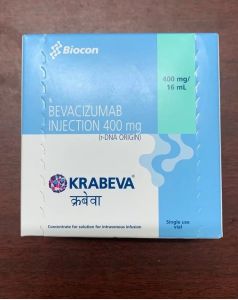 Biocon
400 mg/
16 mL
BEVACIZUMAB
INJECTION 400 mg
(r-DNA ORIGIN)
KRABEVA®
क्रबेवा
Concentrate for solution for intravenous infusion
Single use
vial